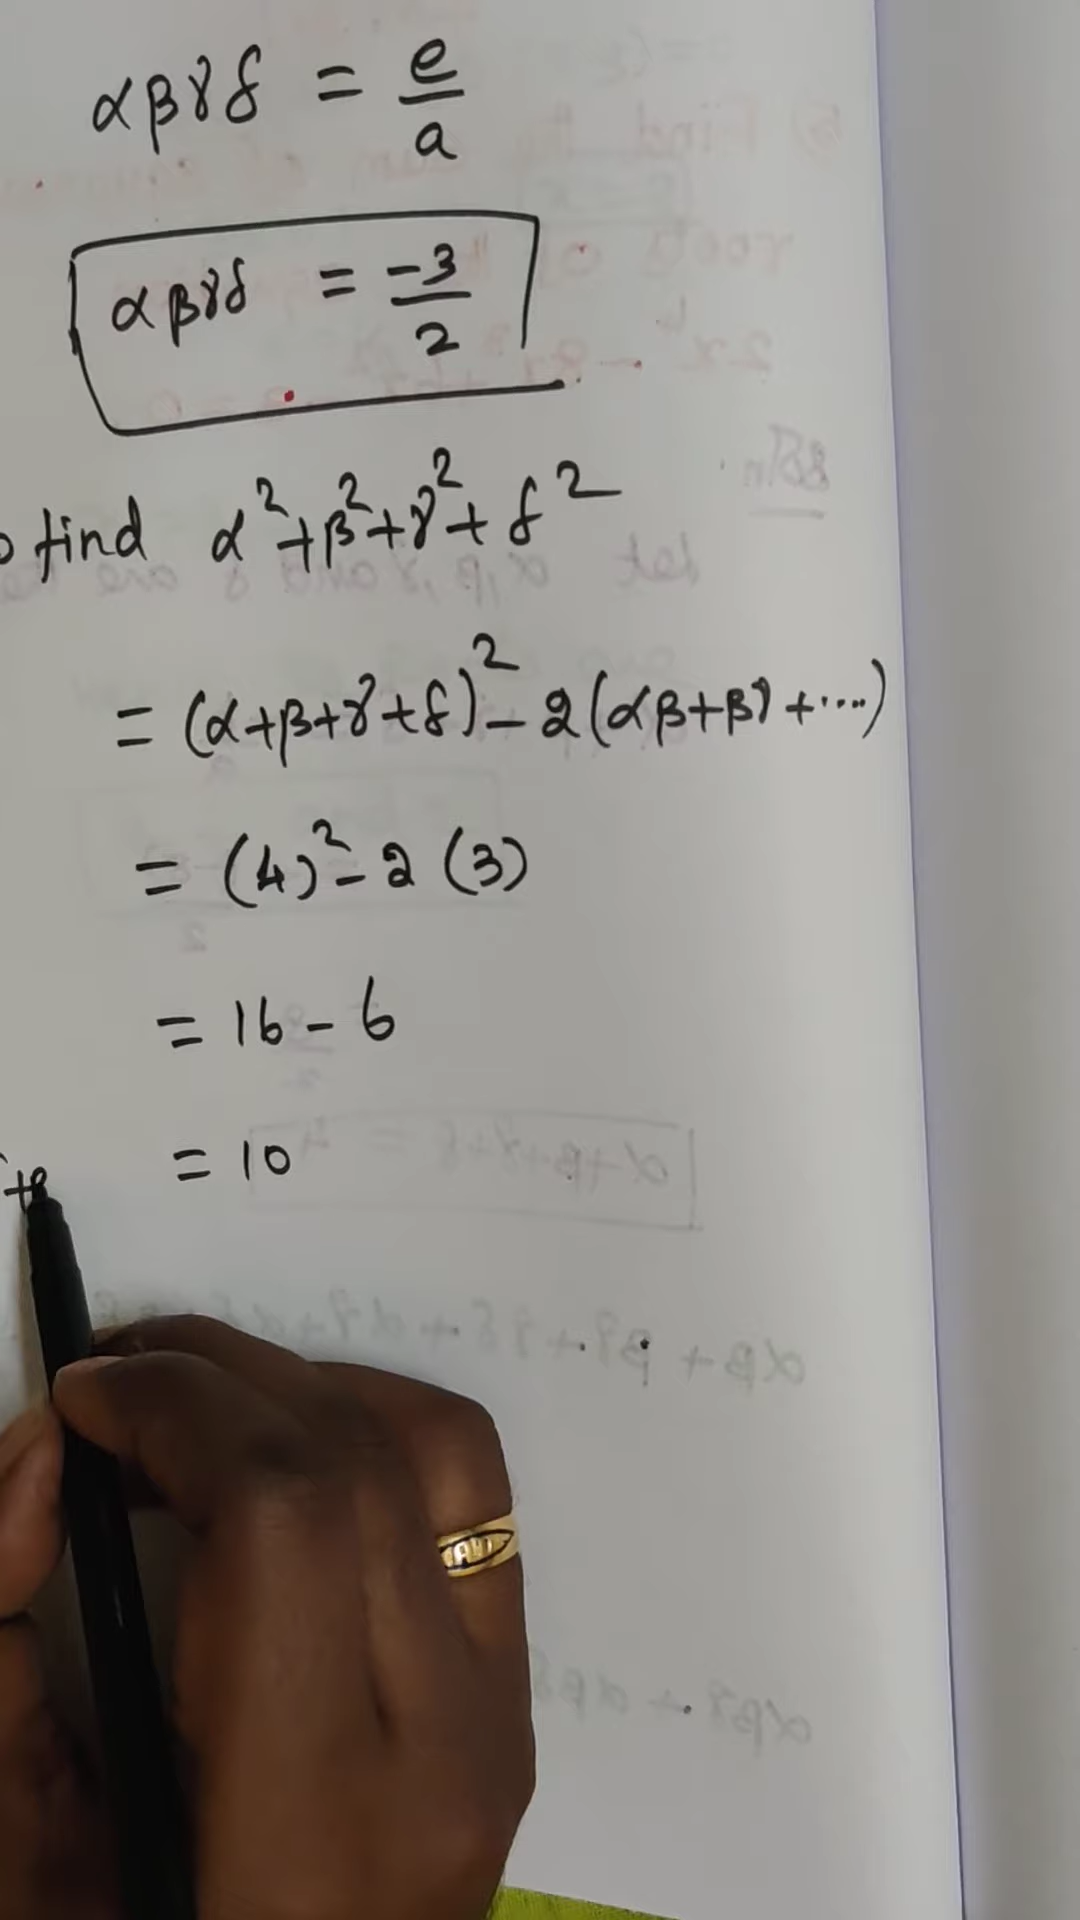 αβγδ = e/a
αβγδ = -3/2
find α²+β²+γ²+δ²
= (α+β+γ+δ)² - 2(αβ+βγ+....)
= (4)² - 2(3)
= 16 - 6
= 10